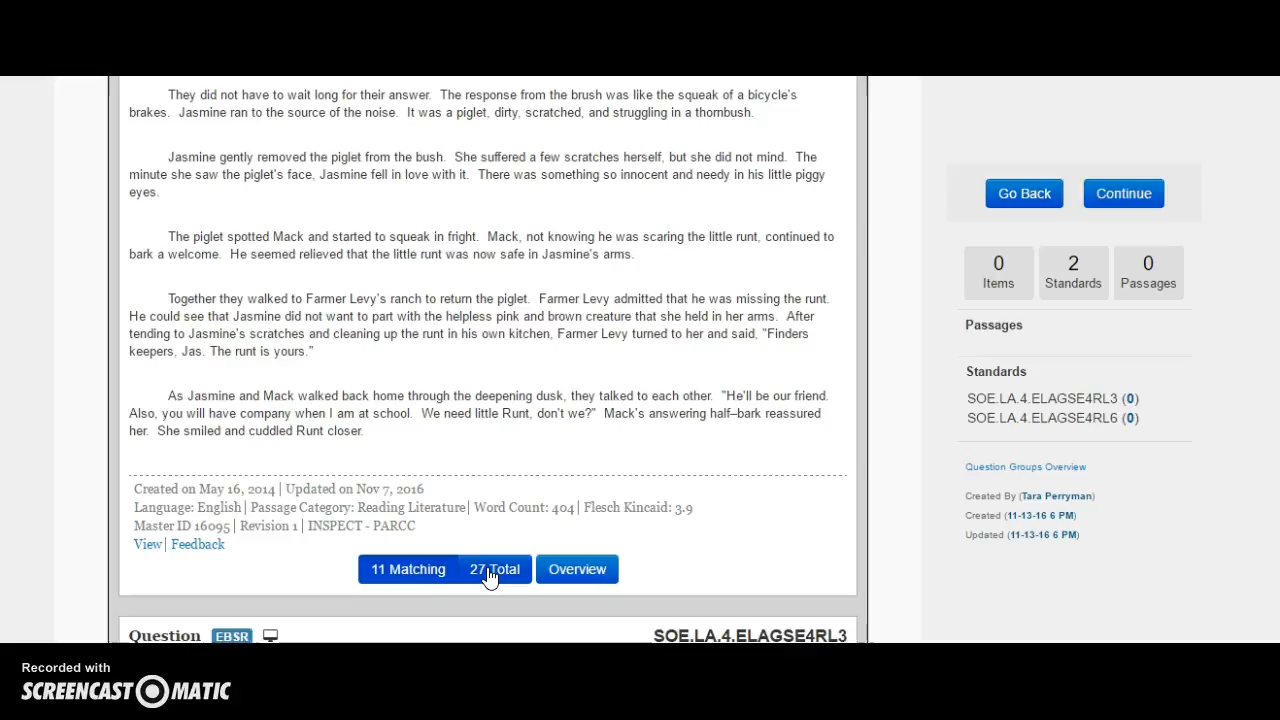 They did not have to wait long for their answer. The response from the brush was like the squeak of a bicycle's
brakes. Jasmine ran to the source of the noise. It was a piglet, dirty, scratched, and struggling in a thornbush.
Jasmine gently removed the piglet from the bush. She suffered a few scratches herself, but she did not mind. The
minute she saw the piglet's face, Jasmine fell in love with it. There was something so innocent and needy in his little piggy
eyes.
The piglet spotted Mack and started to squeak in fright. Mack, not knowing he was scaring the little runt, continued to
bark a welcome. He seemed relieved that the little runt was now safe in Jasmine's arms.
Together they walked to Farmer Levy's ranch to return the piglet. Farmer Levy admitted that he was missing the runt.
He could see that Jasmine did not want to part with the helpless pink and brown creature that she held in her arms. After
tending to Jasmine's scratches and cleaning up the runt in his own kitchen, Farmer Levy turned to her and said, "Finders
keepers, Jas. The runt is yours."
As Jasmine and Mack walked back home through the deepening dusk, they talked to each other. "He'll be our friend.
Also, you will have company when I am at school. We need little Runt, don't we?" Mack's answering half–bark reassured
her. She smiled and cuddled Runt closer.
Created on May 16, 2014 | Updated on Nov 7, 2016
Language: English | Passage Category: Reading Literature | Word Count: 404 | Flesch Kincaid: 3.9
Master ID 16095 | Revision 1 | INSPECT - PARCC
View | Feedback
11 Matching 27 Total Overview
Question EBSR SOE.LA.4.ELAGSE4RL3
Go Back Continue
0 2 0
Items Standards Passages
Passages
Standards
SOE.LA.4.ELAGSE4RL3 (0)
SOE.LA.4.ELAGSE4RL6 (0)
Question Groups Overview
Created By (Tara Perryman)
Created (11-13-16 6 PM)
Updated (11-13-16 6 PM)
Recorded with
SCREENCAST-O-MATIC